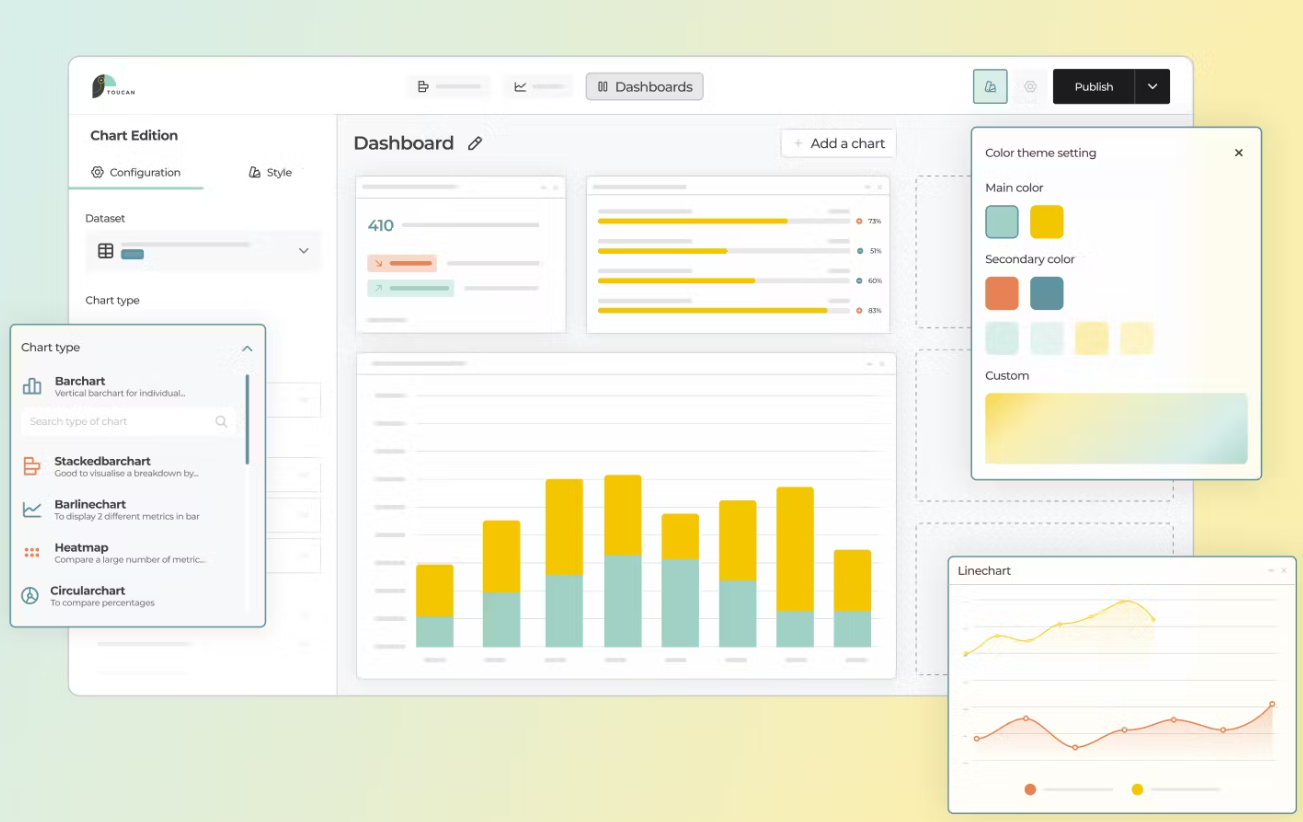 TOUCAN
Dashboards
Publish
Chart Edition
Configuration
Style
Dataset
Chart type
Chart type
Barchart
Vertical barchart for individual...
Search type of chart
Stackedbarchart
Good to visualise a breakdown by...
Barlinechart
To display 2 different metrics in bar
Heatmap
Compare a large number of metric...
Circularchart
To compare percentages
Dashboard
+ Add a chart
410
73%
51%
60%
83%
Color theme setting
Main color
Secondary color
Custom
Linechart